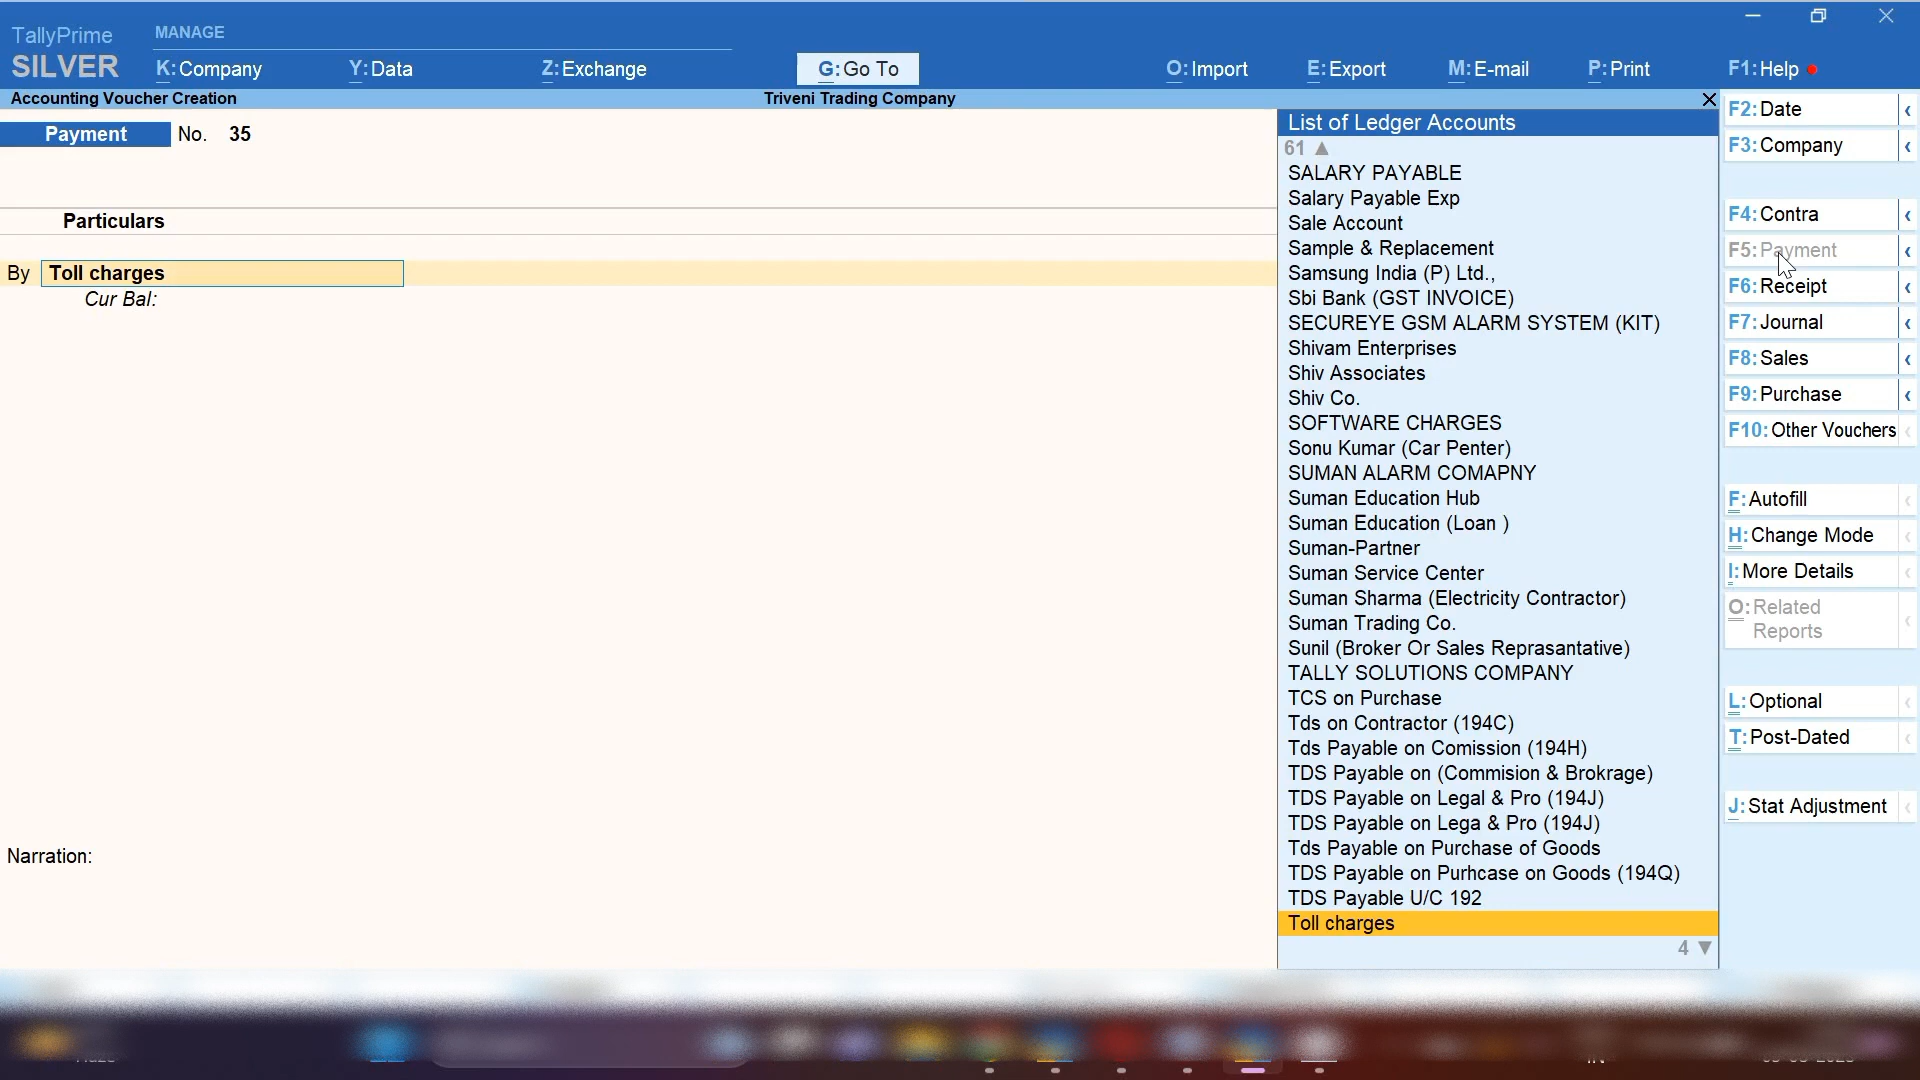 TallyPrime
SILVER
MANAGE
K: Company
Y: Data
Z: Exchange
G: Go To
O: Import
E: Export
M: E-mail
P: Print
F1: Help
Accounting Voucher Creation
Triveni Trading Company
Payment No. 35
Particulars
By Toll charges
Cur Bal:
Narration:
List of Ledger Accounts
61 ▲
SALARY PAYABLE
Salary Payable Exp
Sale Account
Sample & Replacement
Samsung India (P) Ltd.,
Sbi Bank (GST INVOICE)
SECUREYE GSM ALARM SYSTEM (KIT)
Shivam Enterprises
Shiv Associates
Shiv Co.
SOFTWARE CHARGES
Sonu Kumar (Car Penter)
SUMAN ALARM COMAPNY
Suman Education Hub
Suman Education (Loan )
Suman-Partner
Suman Service Center
Suman Sharma (Electricity Contractor)
Suman Trading Co.
Sunil (Broker Or Sales Reprasantative)
TALLY SOLUTIONS COMPANY
TCS on Purchase
Tds on Contractor (194C)
Tds Payable on Comission (194H)
TDS Payable on (Commision & Brokrage)
TDS Payable on Legal & Pro (194J)
TDS Payable on Lega & Pro (194J)
Tds Payable on Purchase of Goods
TDS Payable on Purhcase on Goods (194Q)
TDS Payable U/C 192
Toll charges
4 ▼
F2: Date
F3: Company
F4: Contra
F5: Payment
F6: Receipt
F7: Journal
F8: Sales
F9: Purchase
F10: Other Vouchers
F: Autofill
H: Change Mode
I: More Details
O: Related
Reports
L: Optional
T: Post-Dated
J: Stat Adjustment